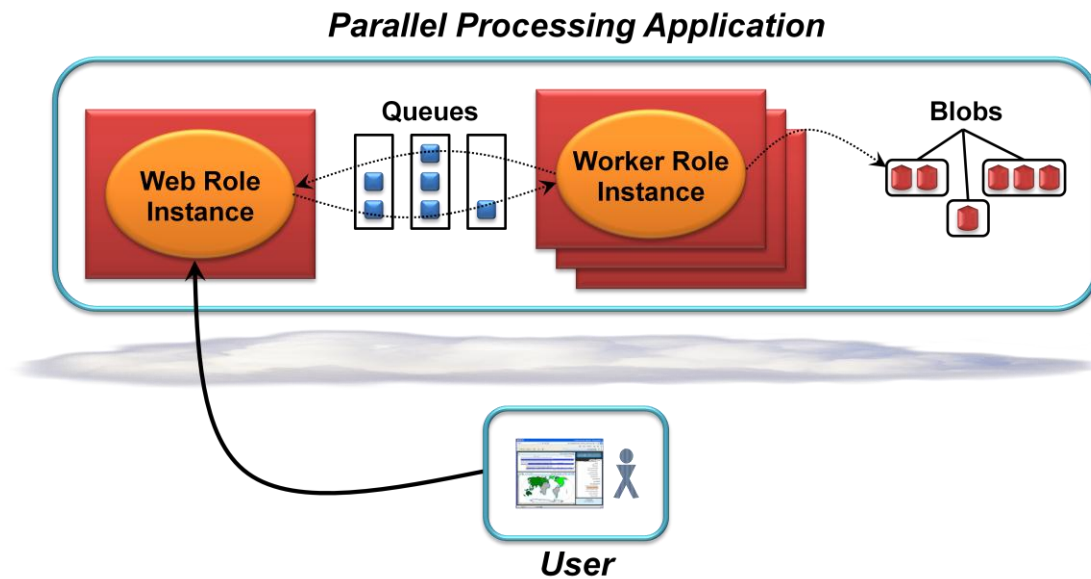 Parallel Processing Application
Queues
Blobs
Web Role
Instance
Worker Role
Instance
User